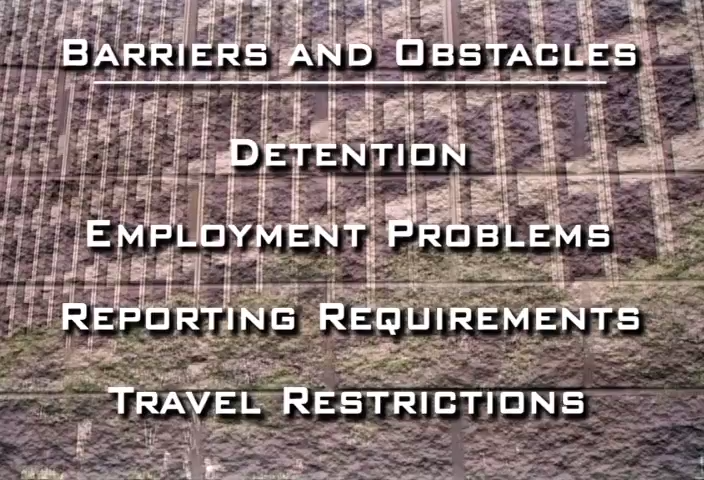 Barriers and Obstacles
Detention
Employment Problems
Reporting Requirements
Travel Restrictions